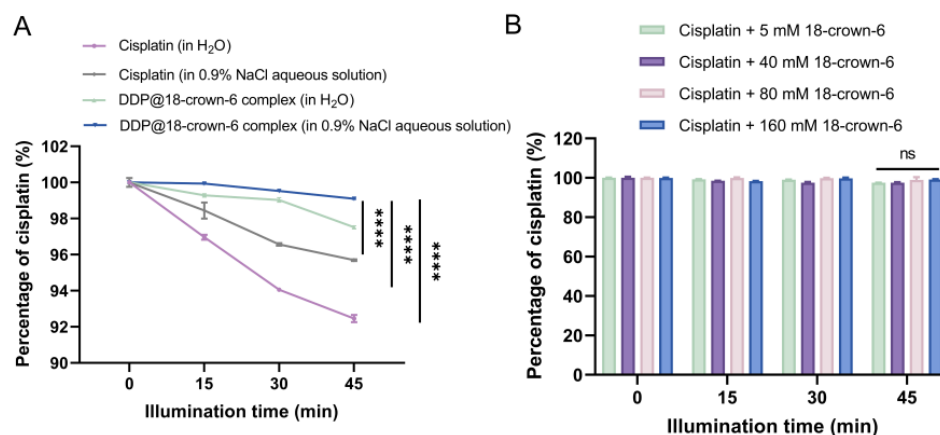 A
Cisplatin (in H₂O)
Cisplatin (in 0.9% NaCl aqueous solution)
DDP@18-crown-6 complex (in H₂O)
DDP@18-crown-6 complex (in 0.9% NaCl aqueous solution)
Percentage of cisplatin (%)
102
100
98
96
94
92
90
0 15 30 45
Illumination time (min)
****
****
****
B
Cisplatin + 5 mM 18-crown-6
Cisplatin + 40 mM 18-crown-6
Cisplatin + 80 mM 18-crown-6
Cisplatin + 160 mM 18-crown-6
Percentage of cisplatin (%)
120
100
80
60
40
20
0
ns
0 15 30 45
Illumination time (min)